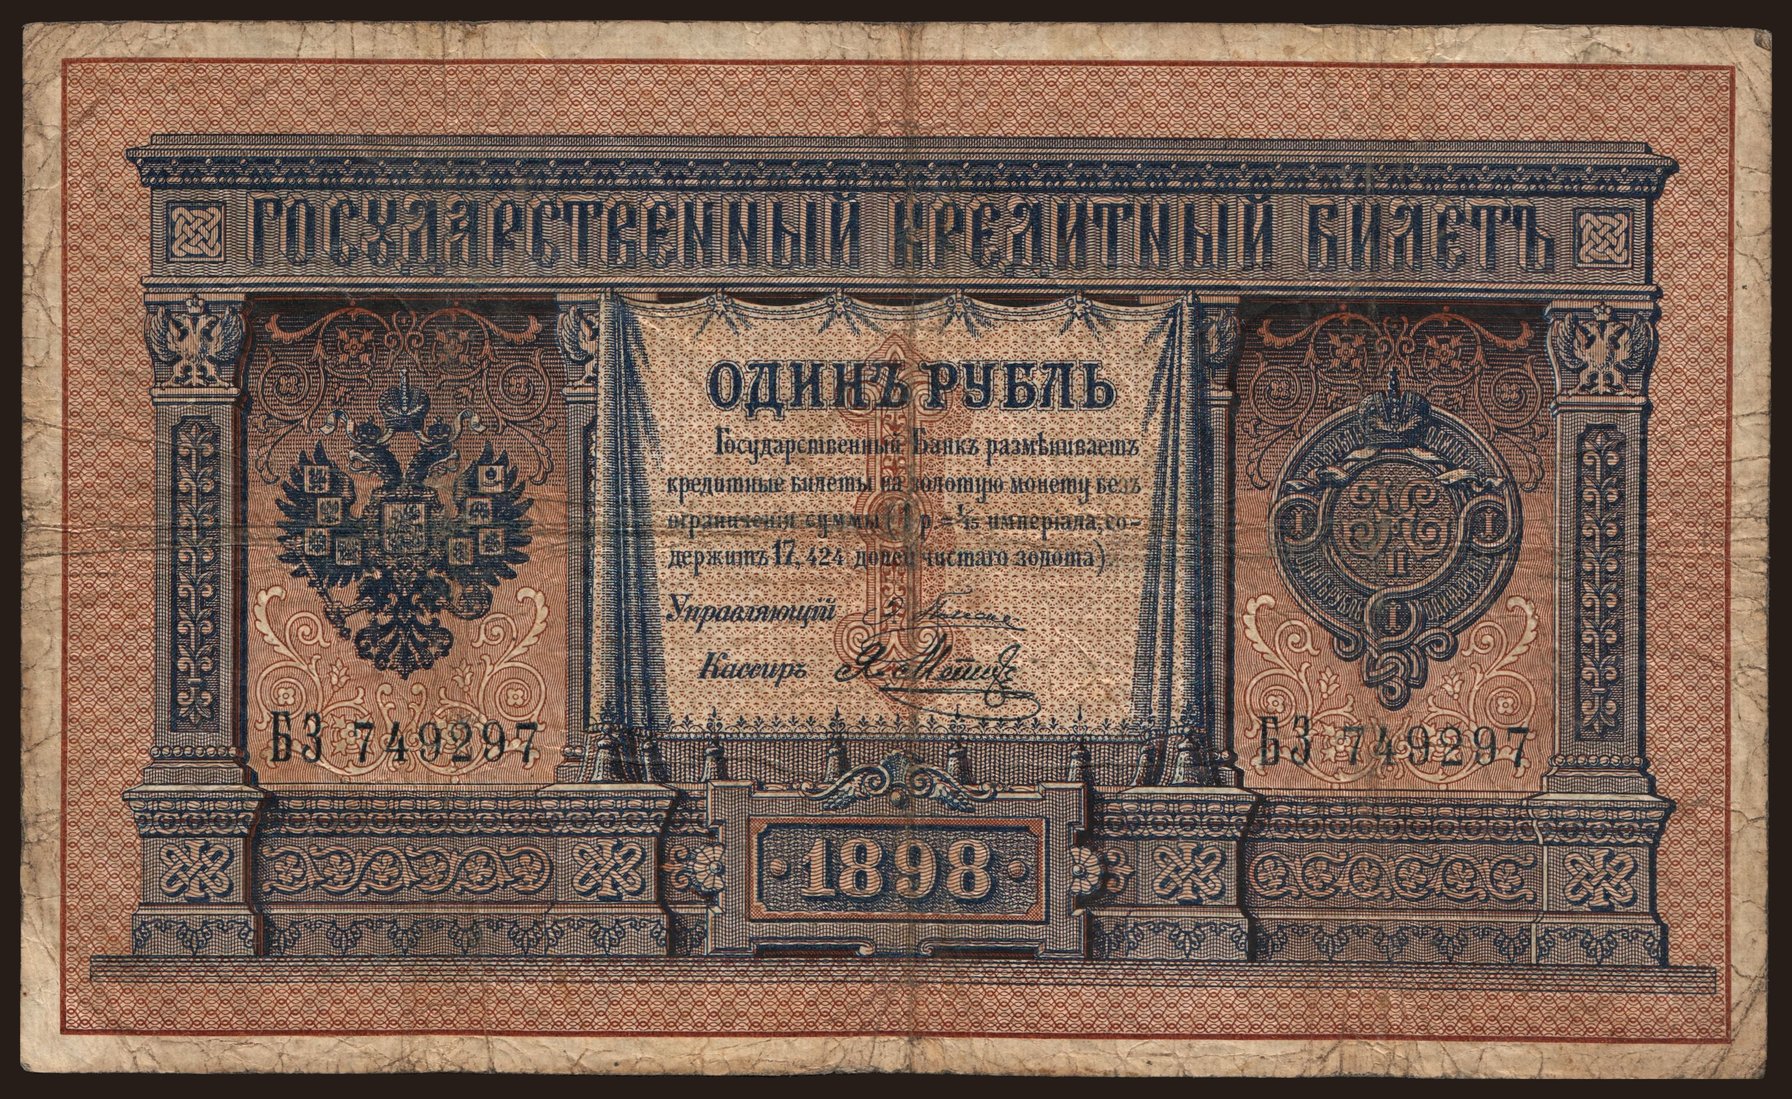 ГОСУДАРСТВЕННЫЙ КРЕДИТНЫЙ БИЛЕТЪ
ОДИНЪ РУБЛЬ
Государственный Банкъ размѣниваетъ
кредитные билеты на золотую монету безъ
ограниченія суммы (1 р. = 1/15 имперіала, со-
держитъ 17,424 долей чистаго золота).
Управляющій
Кассиръ
БЗ 749297
БЗ 749297
1898